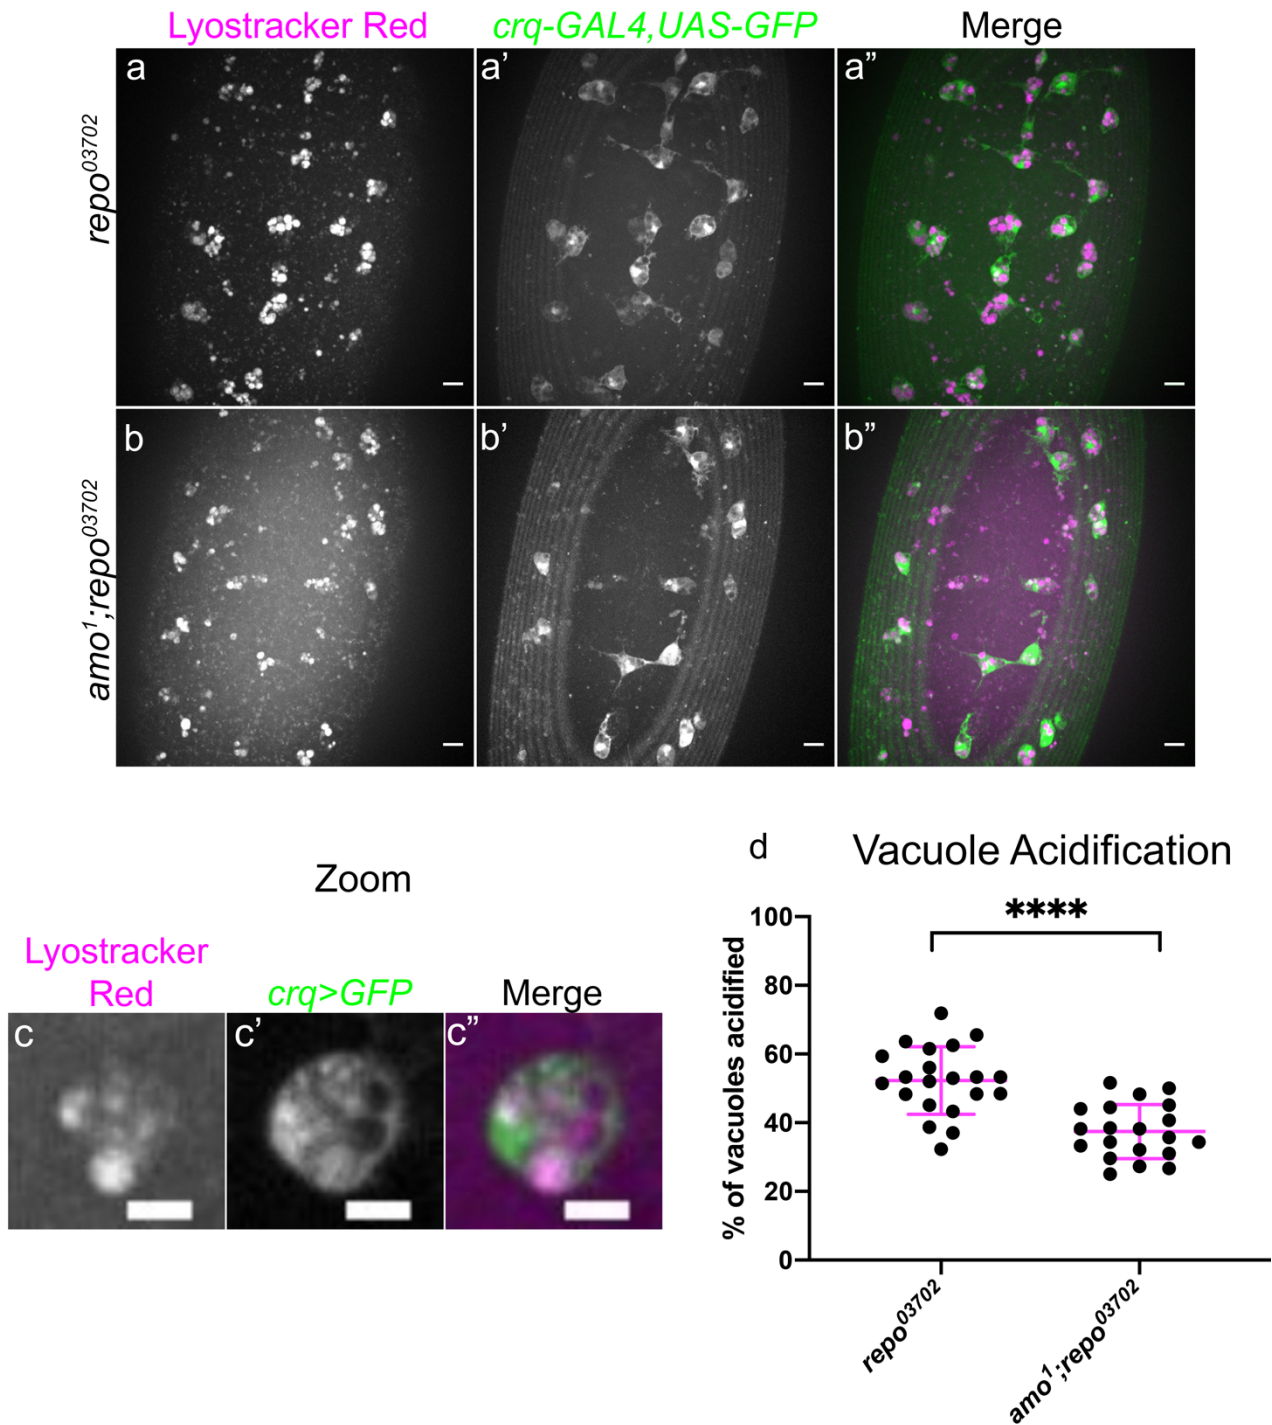 Lyostracker Red crq-GAL4,UAS-GFP Merge
repo03702
a a’ a”
amo1;repo03702
b b’ b”
Zoom
Lyostracker
Red crq>GFP Merge
c c’ c”
d Vacuole Acidification
****
% of vacuoles acidified
100
80
60
40
20
0
repo03702 amo1;repo03702